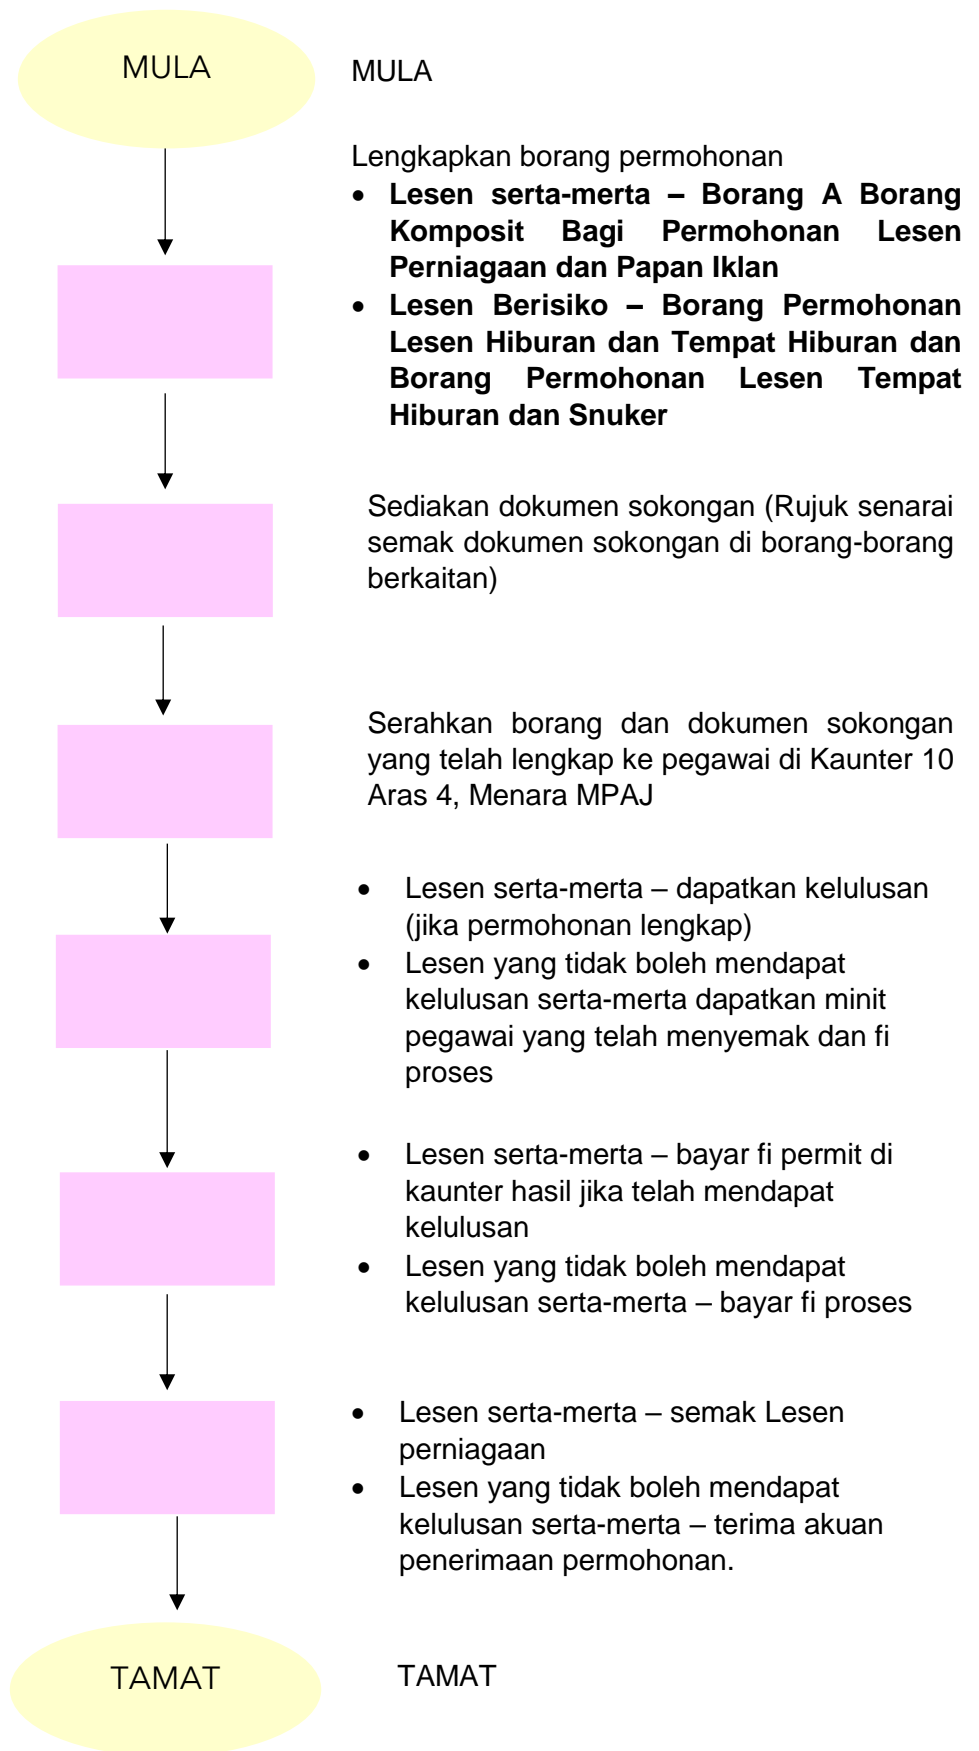 MULA
MULA
Lengkapkan borang permohonan
• Lesen serta-merta – Borang A Borang
Komposit Bagi Permohonan Lesen
Perniagaan dan Papan Iklan
• Lesen Berisiko – Borang Permohonan
Lesen Hiburan dan Tempat Hiburan dan
Borang Permohonan Lesen Tempat
Hiburan dan Snuker
Sediakan dokumen sokongan (Rujuk senarai
semak dokumen sokongan di borang-borang
berkaitan)
Serahkan borang dan dokumen sokongan
yang telah lengkap ke pegawai di Kaunter 10
Aras 4, Menara MPAJ
• Lesen serta-merta – dapatkan kelulusan
(jika permohonan lengkap)
• Lesen yang tidak boleh mendapat
kelulusan serta-merta dapatkan minit
pegawai yang telah menyemak dan fi
proses
• Lesen serta-merta – bayar fi permit di
kaunter hasil jika telah mendapat
kelulusan
• Lesen yang tidak boleh mendapat
kelulusan serta-merta – bayar fi proses
• Lesen serta-merta – semak Lesen
perniagaan
• Lesen yang tidak boleh mendapat
kelulusan serta-merta – terima akuan
penerimaan permohonan.
TAMAT
TAMAT